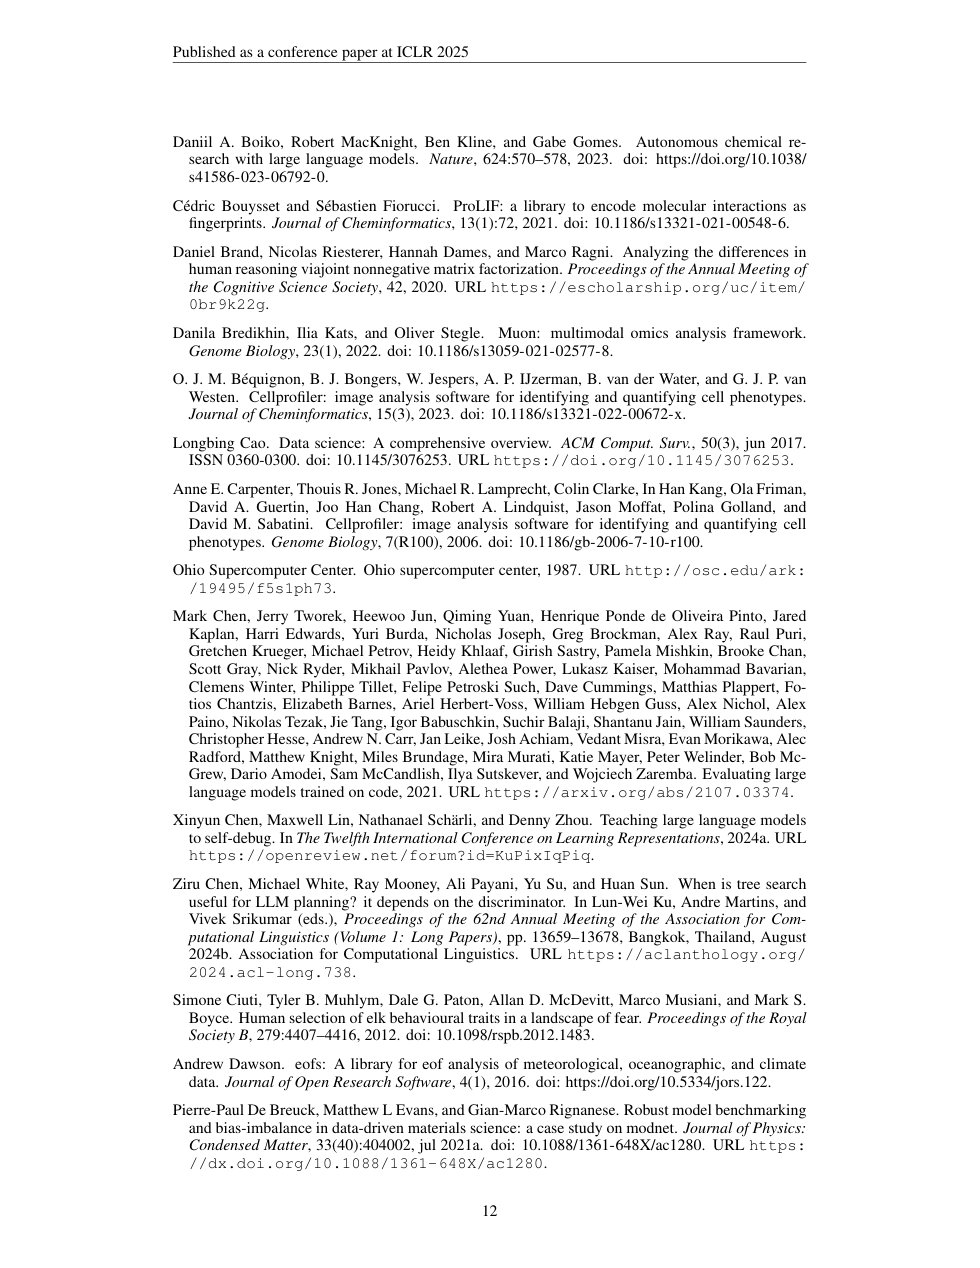 Published as a conference paper at ICLR 2025
Daniil A. Boiko, Robert MacKnight, Ben Kline, and Gabe Gomes. Autonomous chemical re-
search with large language models. Nature, 624:570–578, 2023. doi: https://doi.org/10.1038/
s41586-023-06792-0.
Cédric Bouysset and Sébastien Fiorucci. ProLIF: a library to encode molecular interactions as
fingerprints. Journal of Cheminformatics, 13(1):72, 2021. doi: 10.1186/s13321-021-00548-6.
Daniel Brand, Nicolas Riesterer, Hannah Dames, and Marco Ragni. Analyzing the differences in
human reasoning viajoint nonnegative matrix factorization. Proceedings of the Annual Meeting of
the Cognitive Science Society, 42, 2020. URL https://escholarship.org/uc/item/
0br9k22g.
Danila Bredikhin, Ilia Kats, and Oliver Stegle. Muon: multimodal omics analysis framework.
Genome Biology, 23(1), 2022. doi: 10.1186/s13059-021-02577-8.
O. J. M. Béquignon, B. J. Bongers, W. Jespers, A. P. IJzerman, B. van der Water, and G. J. P. van
Westen. Cellprofiler: image analysis software for identifying and quantifying cell phenotypes.
Journal of Cheminformatics, 15(3), 2023. doi: 10.1186/s13321-022-00672-x.
Longbing Cao. Data science: A comprehensive overview. ACM Comput. Surv., 50(3), jun 2017.
ISSN 0360-0300. doi: 10.1145/3076253. URL https://doi.org/10.1145/3076253.
Anne E. Carpenter, Thouis R. Jones, Michael R. Lamprecht, Colin Clarke, In Han Kang, Ola Friman,
David A. Guertin, Joo Han Chang, Robert A. Lindquist, Jason Moffat, Polina Golland, and
David M. Sabatini. Cellprofiler: image analysis software for identifying and quantifying cell
phenotypes. Genome Biology, 7(R100), 2006. doi: 10.1186/gb-2006-7-10-r100.
Ohio Supercomputer Center. Ohio supercomputer center, 1987. URL http://osc.edu/ark:
/19495/f5s1ph73.
Mark Chen, Jerry Tworek, Heewoo Jun, Qiming Yuan, Henrique Ponde de Oliveira Pinto, Jared
Kaplan, Harri Edwards, Yuri Burda, Nicholas Joseph, Greg Brockman, Alex Ray, Raul Puri,
Gretchen Krueger, Michael Petrov, Heidy Khlaaf, Girish Sastry, Pamela Mishkin, Brooke Chan,
Scott Gray, Nick Ryder, Mikhail Pavlov, Alethea Power, Lukasz Kaiser, Mohammad Bavarian,
Clemens Winter, Philippe Tillet, Felipe Petroski Such, Dave Cummings, Matthias Plappert, Fo-
tios Chantzis, Elizabeth Barnes, Ariel Herbert-Voss, William Hebgen Guss, Alex Nichol, Alex
Paino, Nikolas Tezak, Jie Tang, Igor Babuschkin, Suchir Balaji, Shantanu Jain, William Saunders,
Christopher Hesse, Andrew N. Carr, Jan Leike, Josh Achiam, Vedant Misra, Evan Morikawa, Alec
Radford, Matthew Knight, Miles Brundage, Mira Murati, Katie Mayer, Peter Welinder, Bob Mc-
Grew, Dario Amodei, Sam McCandlish, Ilya Sutskever, and Wojciech Zaremba. Evaluating large
language models trained on code, 2021. URL https://arxiv.org/abs/2107.03374.
Xinyun Chen, Maxwell Lin, Nathanael Schärli, and Denny Zhou. Teaching large language models
to self-debug. In The Twelfth International Conference on Learning Representations, 2024a. URL
https://openreview.net/forum?id=KuPixIqPiq.
Ziru Chen, Michael White, Ray Mooney, Ali Payani, Yu Su, and Huan Sun. When is tree search
useful for LLM planning? it depends on the discriminator. In Lun-Wei Ku, Andre Martins, and
Vivek Srikumar (eds.), Proceedings of the 62nd Annual Meeting of the Association for Com-
putational Linguistics (Volume 1: Long Papers), pp. 13659–13678, Bangkok, Thailand, August
2024b. Association for Computational Linguistics. URL https://aclanthology.org/
2024.acl-long.738.
Simone Ciuti, Tyler B. Muhlym, Dale G. Paton, Allan D. McDevitt, Marco Musiani, and Mark S.
Boyce. Human selection of elk behavioural traits in a landscape of fear. Proceedings of the Royal
Society B, 279:4407–4416, 2012. doi: 10.1098/rspb.2012.1483.
Andrew Dawson. eofs: A library for eof analysis of meteorological, oceanographic, and climate
data. Journal of Open Research Software, 4(1), 2016. doi: https://doi.org/10.5334/jors.122.
Pierre-Paul De Breuck, Matthew L Evans, and Gian-Marco Rignanese. Robust model benchmarking
and bias-imbalance in data-driven materials science: a case study on modnet. Journal of Physics:
Condensed Matter, 33(40):404002, jul 2021a. doi: 10.1088/1361-648X/ac1280. URL https:
//dx.doi.org/10.1088/1361-648X/ac1280.
12